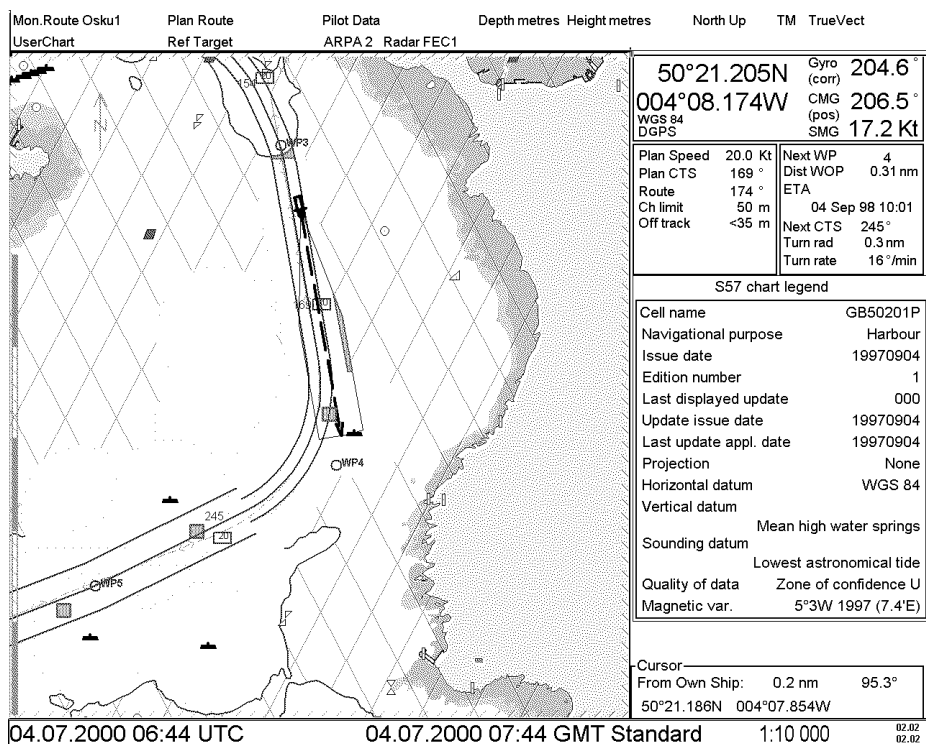 Mon.Route Osku1 Plan Route Pilot Data Depth metres Height metres North Up TM TrueVect
UserChart Ref Target ARPA 2 Radar FEC1
50°21.205N
004°08.174W
WGS 84
DGPS
Gyro (corr) 204.6°
CMG (pos) 206.5°
SMG 17.2 Kt
Plan Speed 20.0 Kt
Plan CTS 169 °
Route 174 °
Ch limit 50 m
Off track <35 m
Next WP 4
Dist WOP 0.31 nm
ETA
04 Sep 98 10:01
Next CTS 245°
Turn rad 0.3 nm
Turn rate 16°/min
S57 chart legend
Cell name GB50201P
Navigational purpose Harbour
Issue date 19970904
Edition number 1
Last displayed update 000
Update issue date 19970904
Last update appl. date 19970904
Projection None
Horizontal datum WGS 84
Vertical datum
Mean high water springs
Sounding datum
Lowest astronomical tide
Quality of data Zone of confidence U
Magnetic var. 5°3W 1997 (7.4'E)
Cursor
From Own Ship: 0.2 nm 95.3°
50°21.186N 004°07.854W
N
WP3
WP4
245
20
WP5
04.07.2000 06:44 UTC 04.07.2000 07:44 GMT Standard 1:10 000
02.02
02.02